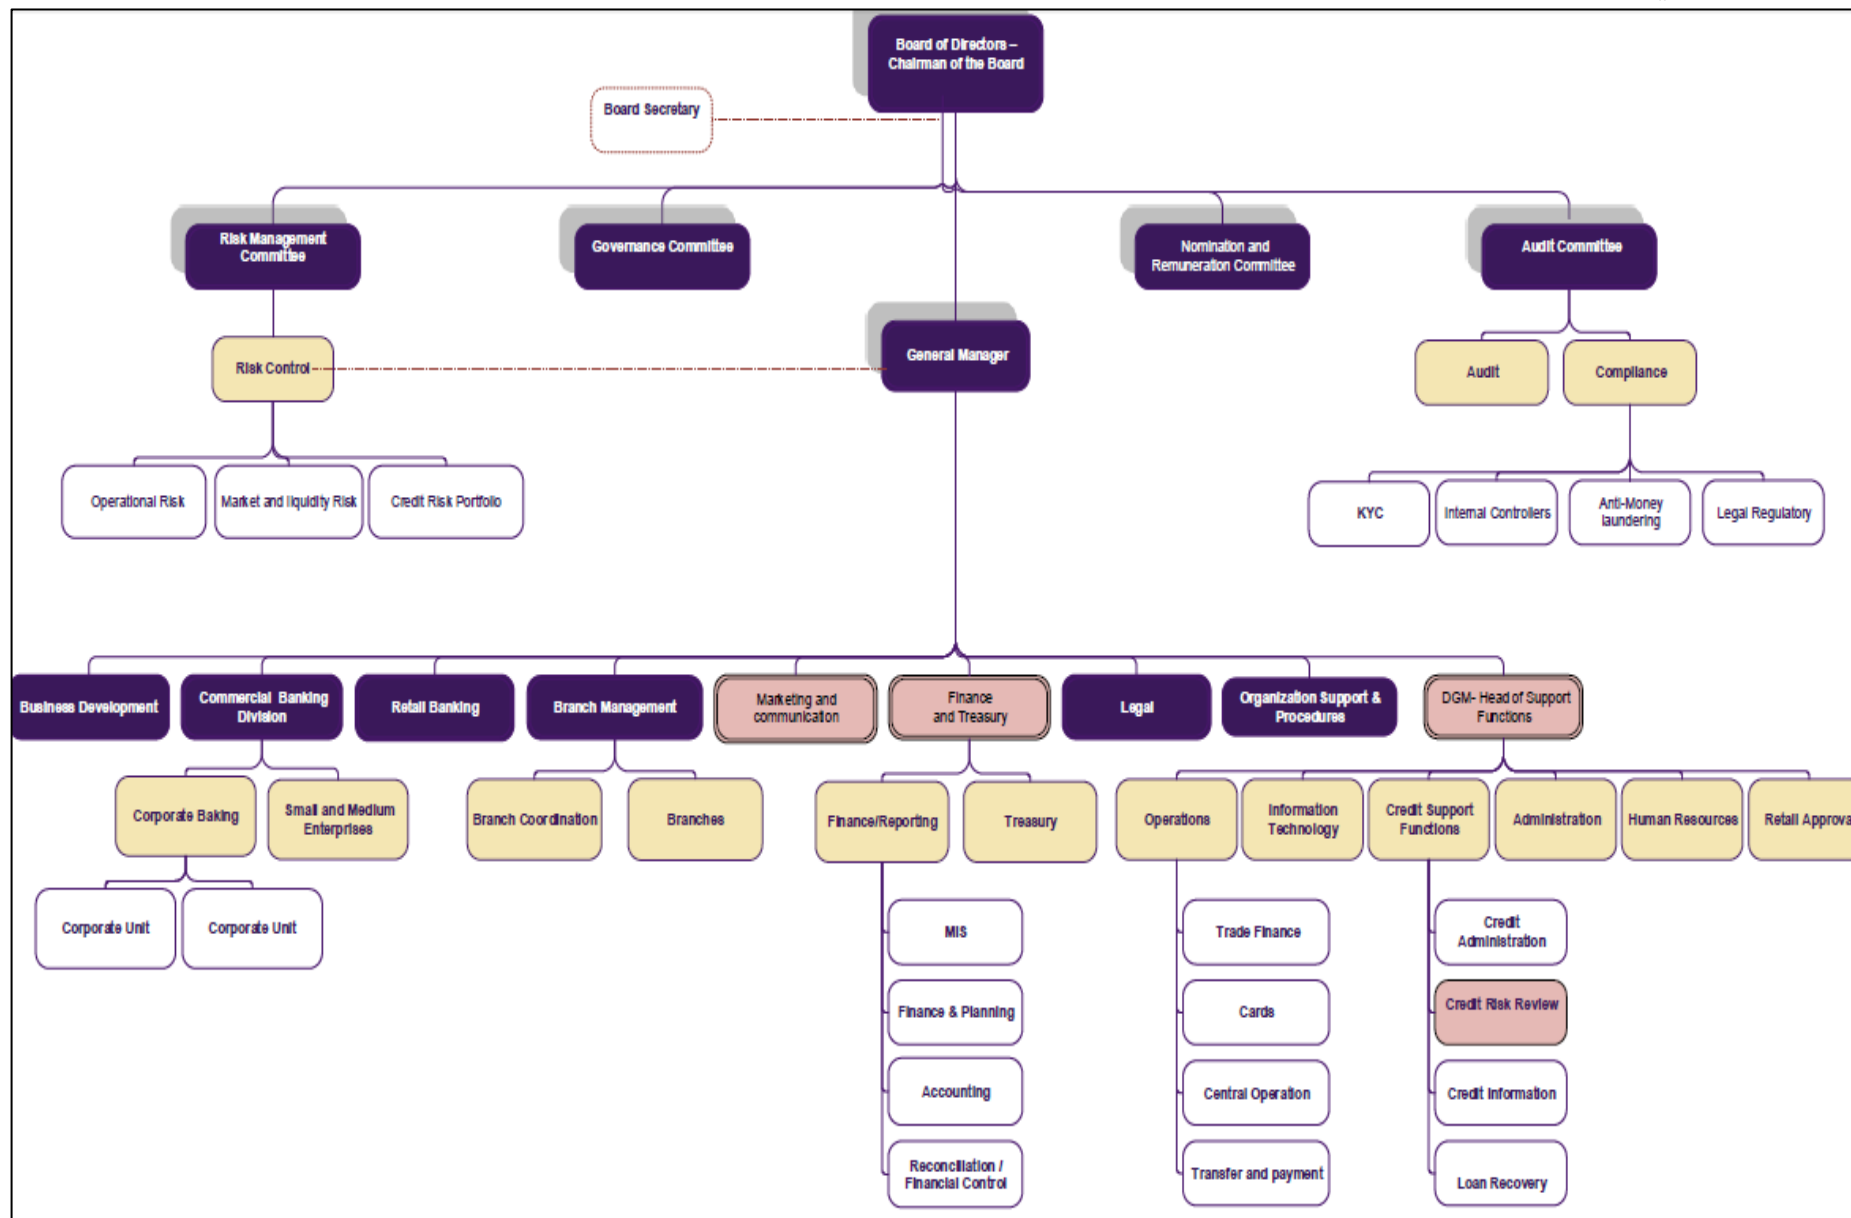 Board of Directors –
Chairman of the Board
Board Secretary
Risk Management
Committee
Governance Committee
Nomination and
Remuneration Committee
Audit Committee
Risk Control
General Manager
Audit
Compliance
Operational Risk
Market and liquidity Risk
Credit Risk Portfolio
KYC
Internal Controllers
Anti-Money
laundering
Legal Regulatory
Business Development
Commercial Banking
Division
Retail Banking
Branch Management
Marketing and
communication
Finance
and Treasury
Legal
Organization Support &
Procedures
DGM- Head of Support
Functions
Corporate Baking
Small and Medium
Enterprises
Branch Coordination
Branches
Finance/Reporting
Treasury
Operations
Information
Technology
Credit Support
Functions
Administration
Human Resources
Retail Approva
Corporate Unit
Corporate Unit
MIS
Trade Finance
Credit
Administration
Finance & Planning
Cards
Credit Risk Review
Accounting
Central Operation
Credit Information
Reconciliation /
Financial Control
Transfer and payment
Loan Recovery